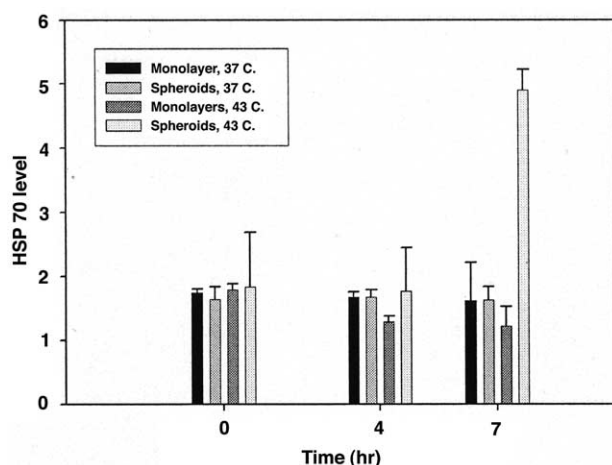 6
5
4
3
2
1
0
HSP 70 level
Monolayer, 37 C.
Spheroids, 37 C.
Monolayers, 43 C.
Spheroids, 43 C.
0 4 7
Time (hr)